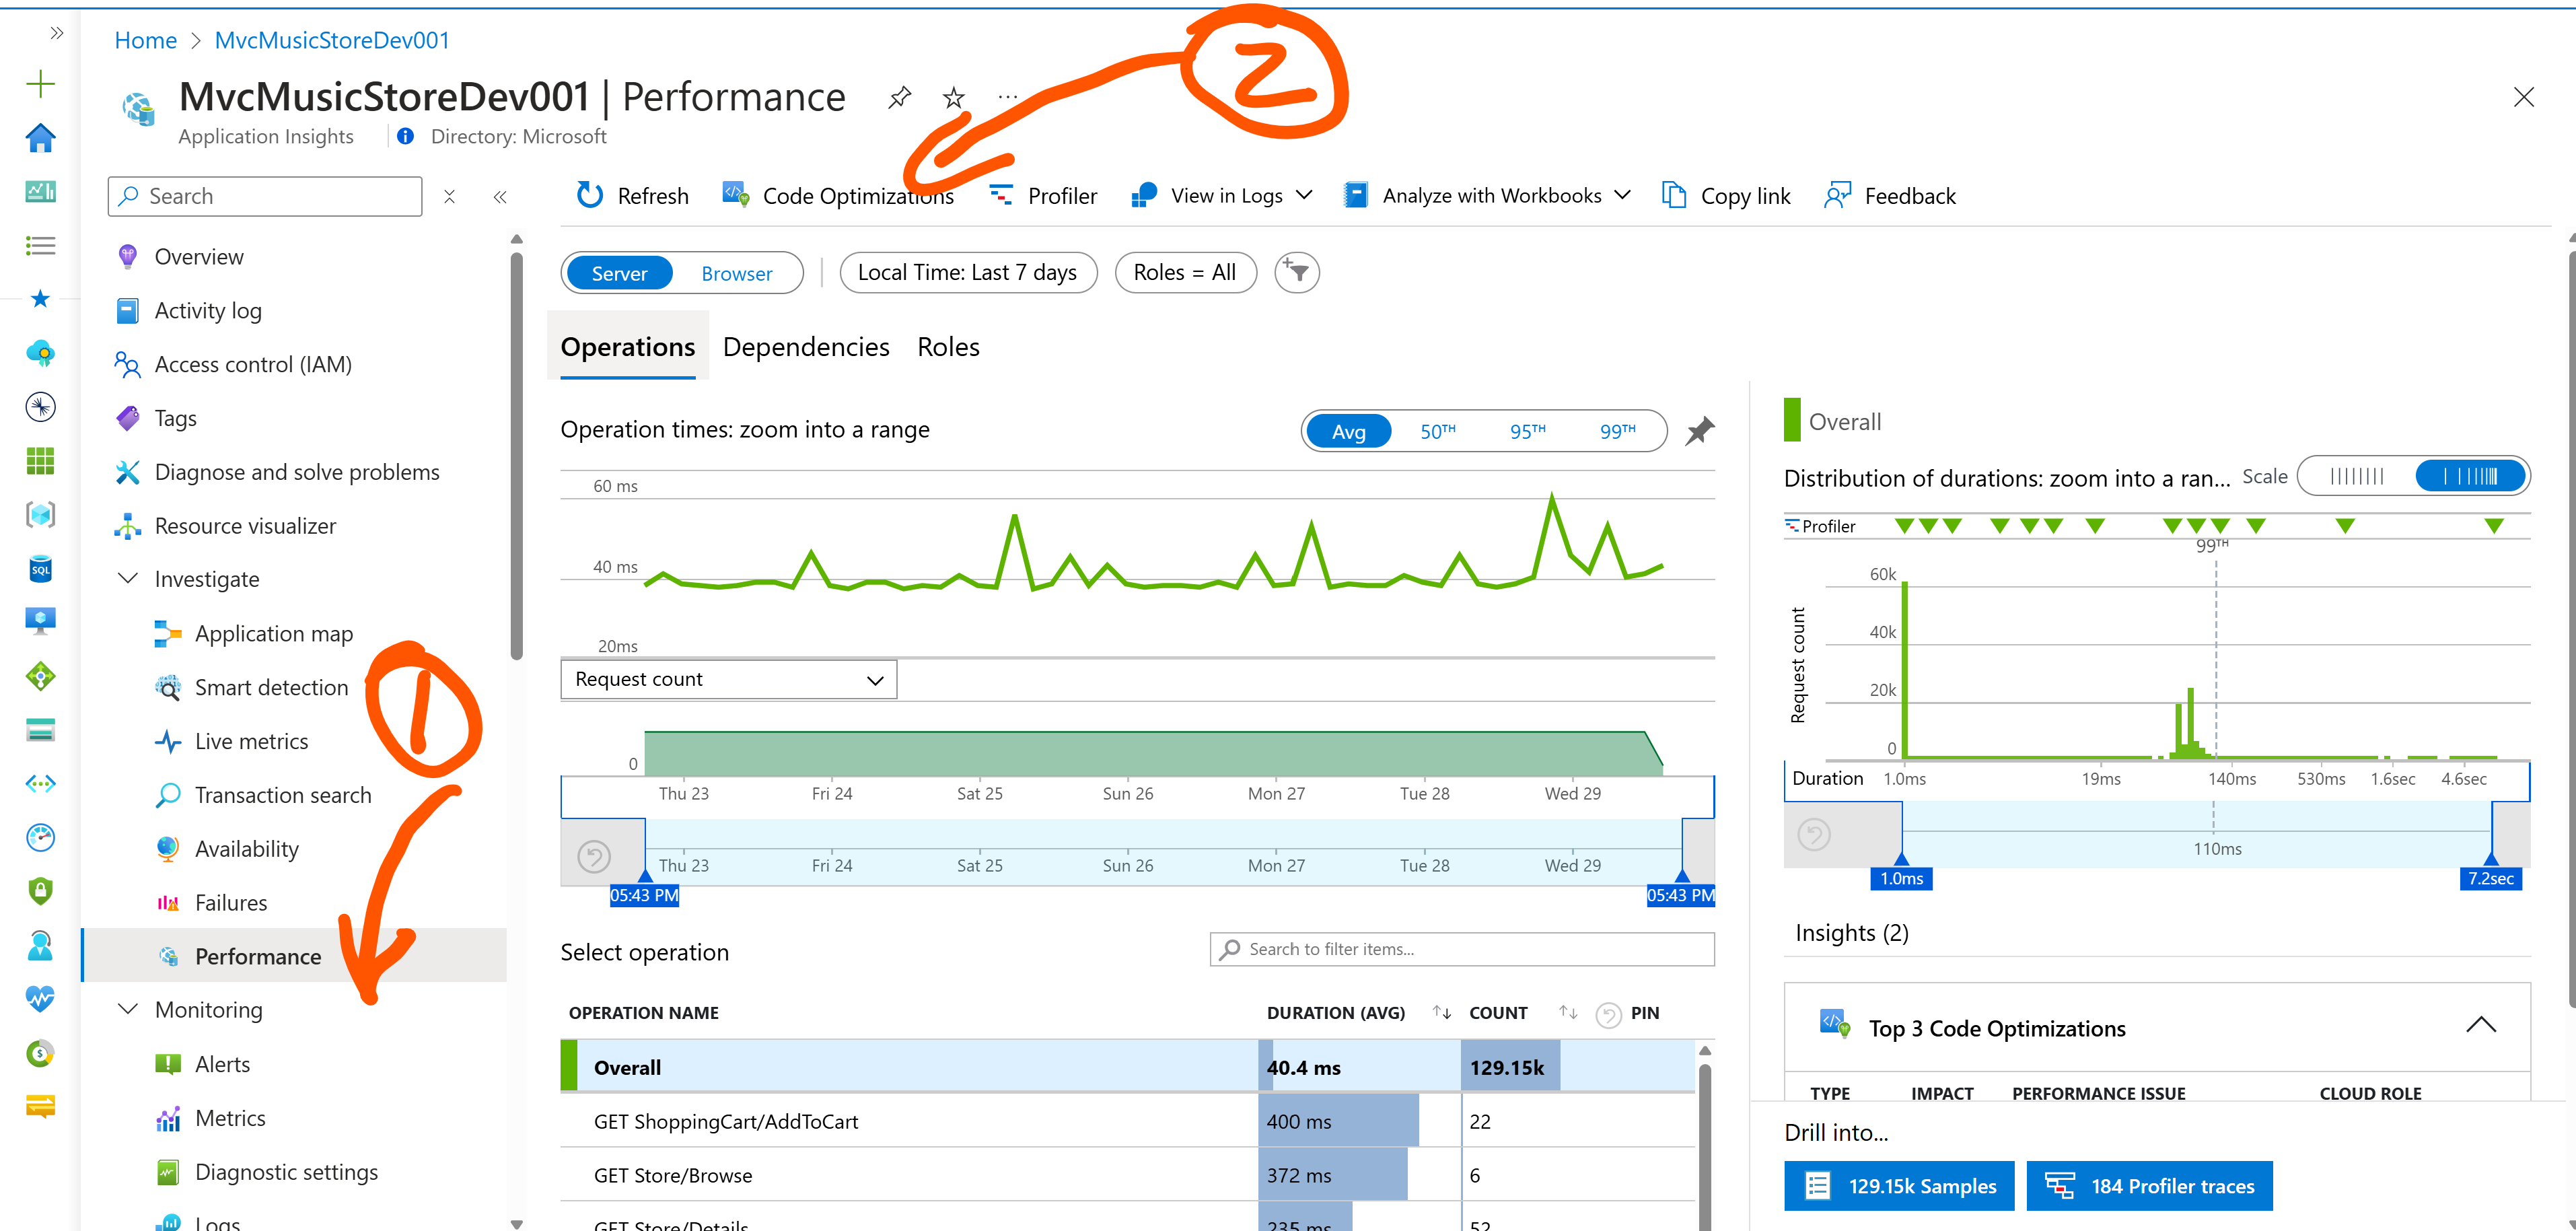 Home > MvcMusicStoreDev001
MvcMusicStoreDev001 | Performance
Application Insights
Directory: Microsoft
2
Search
Overview
Activity log
Access control (IAM)
Tags
Diagnose and solve problems
Resource visualizer
Investigate
Application map
Smart detection
Live metrics
Transaction search
Availability
Failures
Performance
Monitoring
Alerts
Metrics
Diagnostic settings
Logs
1
SQL
Refresh
Code Optimizations
Profiler
View in Logs
Analyze with Workbooks
Copy link
Feedback
Server
Browser
Local Time: Last 7 days
Roles = All
Operations
Dependencies
Roles
Operation times: zoom into a range
Avg
50TH
95TH
99TH
60 ms
40 ms
20ms
Request count
0
Thu 23
Fri 24
Sat 25
Sun 26
Mon 27
Tue 28
Wed 29
Thu 23
Fri 24
Sat 25
Sun 26
Mon 27
Tue 28
Wed 29
05:43 PM
05:43 PM
Select operation
Search to filter items...
OPERATION NAME DURATION (AVG) COUNT PIN
Overall 40.4 ms 129.15k
GET ShoppingCart/AddToCart 400 ms 22
GET Store/Browse 372 ms 6
GET Store/Details 235 ms 52
Overall
Distribution of durations: zoom into a ran...
Scale
Profiler
99TH
Request count
60k
40k
20k
0
Duration
1.0ms
19ms
140ms
530ms
1.6sec
4.6sec
110ms
1.0ms
7.2sec
Insights (2)
Top 3 Code Optimizations
TYPE IMPACT PERFORMANCE ISSUE CLOUD ROLE
Drill into...
129.15k Samples
184 Profiler traces